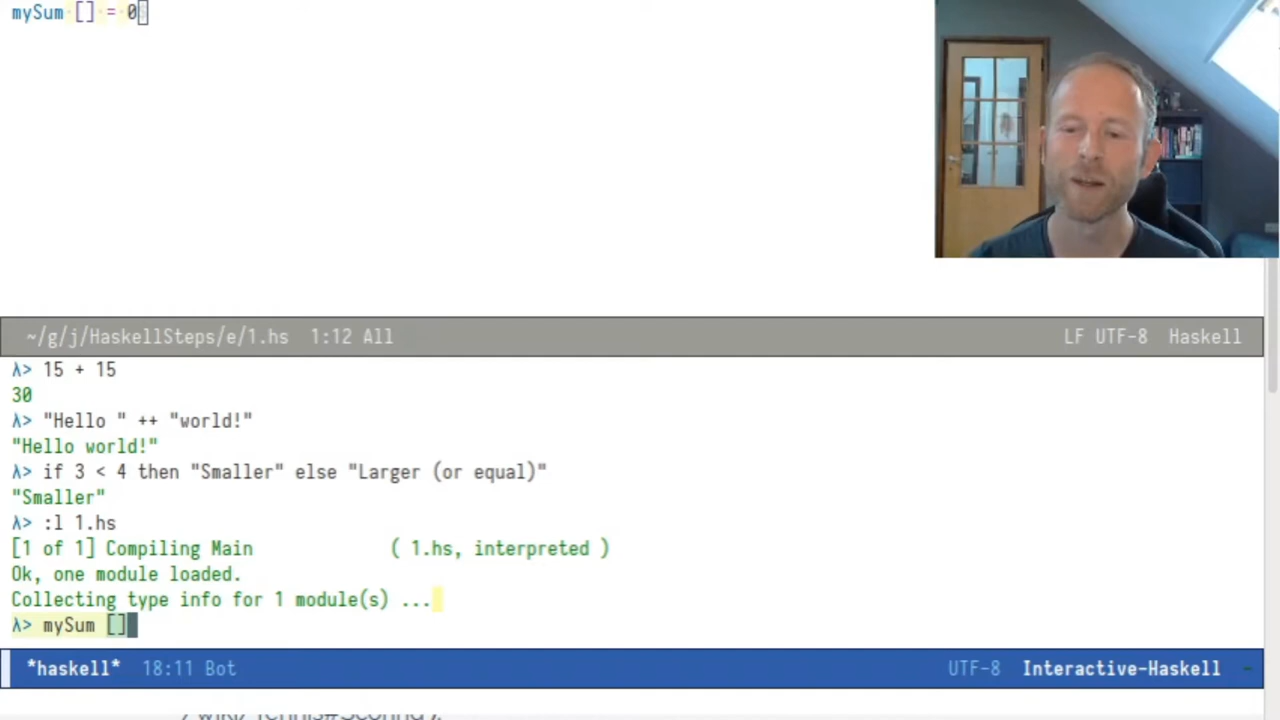 mySum [] = 0
~/g/j/HaskellSteps/e/1.hs 1:12 All LF UTF-8 Haskell
λ> 15 + 15
30
λ> "Hello " ++ "world!"
"Hello world!"
λ> if 3 < 4 then "Smaller" else "Larger (or equal)"
"Smaller"
λ> :l 1.hs
[1 of 1] Compiling Main ( 1.hs, interpreted )
Ok, one module loaded.
Collecting type info for 1 module(s) ...
λ> mySum []
*haskell* 18:11 Bot UTF-8 Interactive-Haskell
/wiki/Tennis#Scoring).